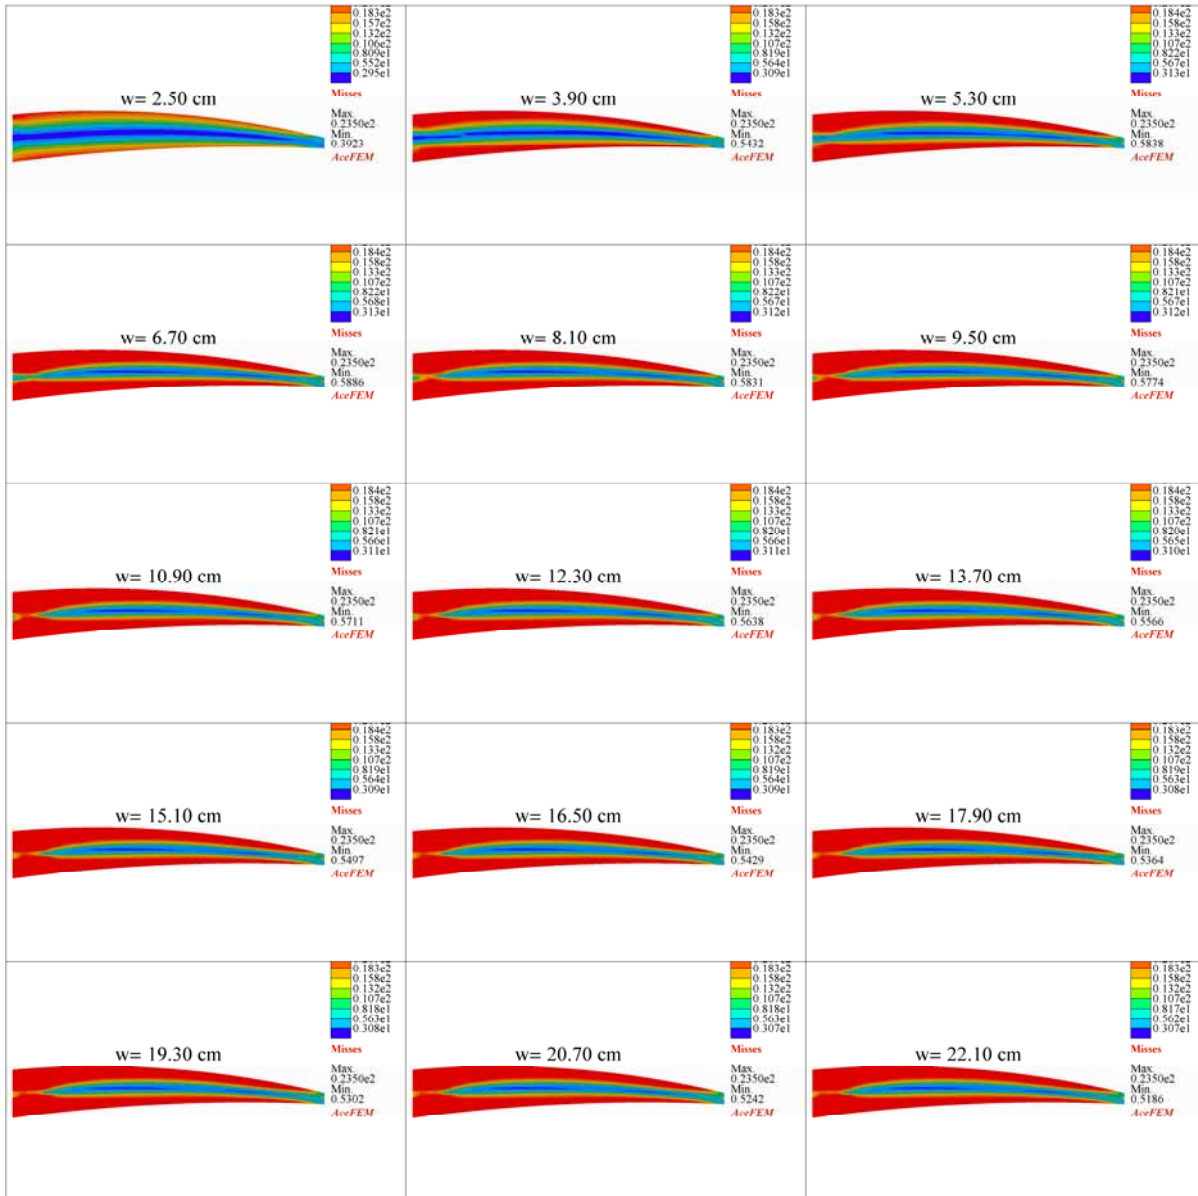 0.183e2
0.157e2
0.132e2
0.106e2
0.809e1
0.552e1
0.295e1
Misses
w= 2.50 cm
Max.
0.2350e2
Min.
0.3923
AceFEM
0.183e2
0.158e2
0.132e2
0.107e2
0.819e1
0.564e1
0.309e1
Misses
w= 3.90 cm
Max.
0.2350e2
Min.
0.5432
AceFEM
0.184e2
0.158e2
0.133e2
0.107e2
0.822e1
0.567e1
0.313e1
Misses
w= 5.30 cm
Max.
0.2350e2
Min.
0.5838
AceFEM
0.184e2
0.158e2
0.133e2
0.107e2
0.822e1
0.568e1
0.313e1
Misses
w= 6.70 cm
Max.
0.2350e2
Min.
0.5886
AceFEM
0.184e2
0.158e2
0.133e2
0.107e2
0.822e1
0.567e1
0.312e1
Misses
w= 8.10 cm
Max.
0.2350e2
Min.
0.5831
AceFEM
0.184e2
0.158e2
0.133e2
0.107e2
0.821e1
0.567e1
0.312e1
Misses
w= 9.50 cm
Max.
0.2350e2
Min.
0.5774
AceFEM
0.184e2
0.158e2
0.133e2
0.107e2
0.821e1
0.566e1
0.311e1
Misses
w= 10.90 cm
Max.
0.2350e2
Min.
0.5711
AceFEM
0.184e2
0.158e2
0.133e2
0.107e2
0.820e1
0.566e1
0.311e1
Misses
w= 12.30 cm
Max.
0.2350e2
Min.
0.5638
AceFEM
0.184e2
0.158e2
0.133e2
0.107e2
0.820e1
0.565e1
0.310e1
Misses
w= 13.70 cm
Max.
0.2350e2
Min.
0.5566
AceFEM
0.184e2
0.158e2
0.133e2
0.107e2
0.819e1
0.564e1
0.309e1
Misses
w= 15.10 cm
Max.
0.2350e2
Min.
0.5497
AceFEM
0.183e2
0.158e2
0.132e2
0.107e2
0.819e1
0.564e1
0.309e1
Misses
w= 16.50 cm
Max.
0.2350e2
Min.
0.5429
AceFEM
0.183e2
0.158e2
0.132e2
0.107e2
0.819e1
0.563e1
0.308e1
Misses
w= 17.90 cm
Max.
0.2350e2
Min.
0.5364
AceFEM
0.183e2
0.158e2
0.132e2
0.107e2
0.818e1
0.563e1
0.308e1
Misses
w= 19.30 cm
Max.
0.2350e2
Min.
0.5302
AceFEM
0.183e2
0.158e2
0.132e2
0.107e2
0.818e1
0.563e1
0.307e1
Misses
w= 20.70 cm
Max.
0.2350e2
Min.
0.5242
AceFEM
0.183e2
0.158e2
0.132e2
0.107e2
0.817e1
0.562e1
0.307e1
Misses
w= 22.10 cm
Max.
0.2350e2
Min.
0.5186
AceFEM